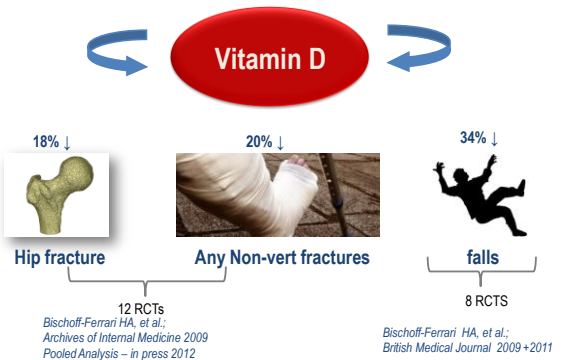 Vitamin D
18% ↓
20% ↓
34% ↓
Hip fracture
Any Non-vert fractures
falls
12 RCTs
Bischoff-Ferrari HA, et al.;
Archives of Internal Medicine 2009
Pooled Analysis – in press 2012
8 RCTS
Bischoff-Ferrari HA, et al.;
British Medical Journal 2009 +2011